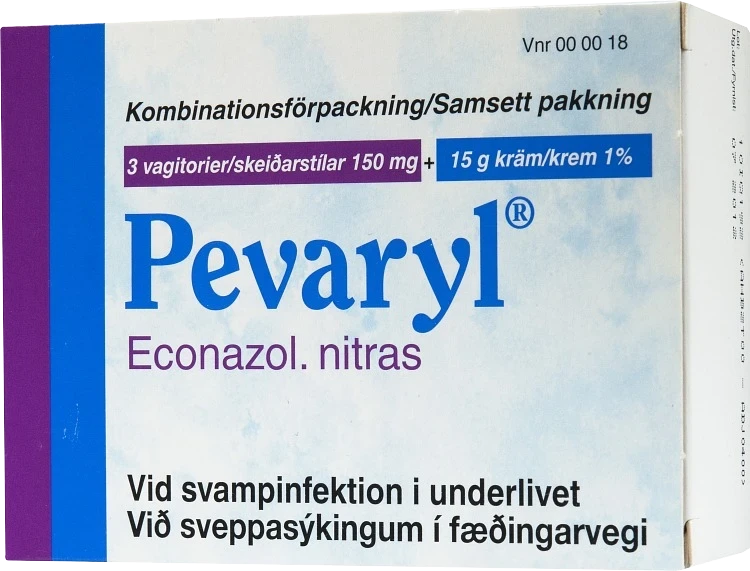 Vnr 00 00 18
Kombinationsförpackning/Samsett pakkning
3 vagitorier/skeiðarstílar 150 mg + 15 g kräm/krem 1%
Pevaryl®
Econazol. nitras
Vid svampinfektion i underlivet
Við sveppasýkingum í fæðingarvegi